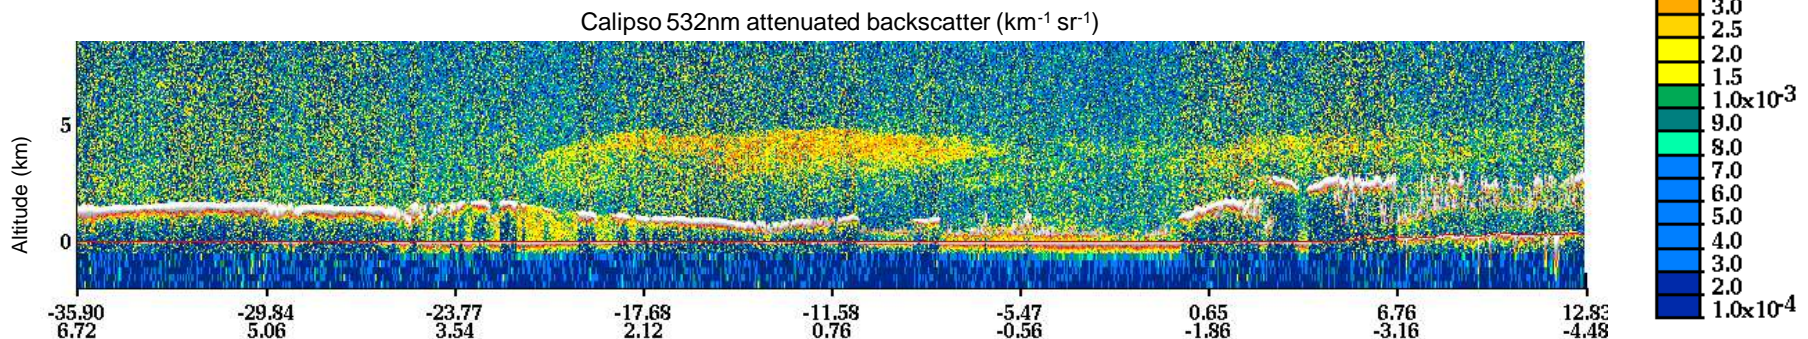 Calipso 532nm attenuated backscatter (km-1 sr-1)
Altitude (km)
5
0
-35.90 -29.84 -23.77 -17.68 -11.58 -5.47 0.65 6.76 12.83
6.72 5.06 3.54 2.12 0.76 -0.56 -1.86 -3.16 -4.48
3.0
2.5
2.0
1.5
1.0x10-3
9.0
8.0
7.0
6.0
5.0
4.0
3.0
2.0
1.0x10-4